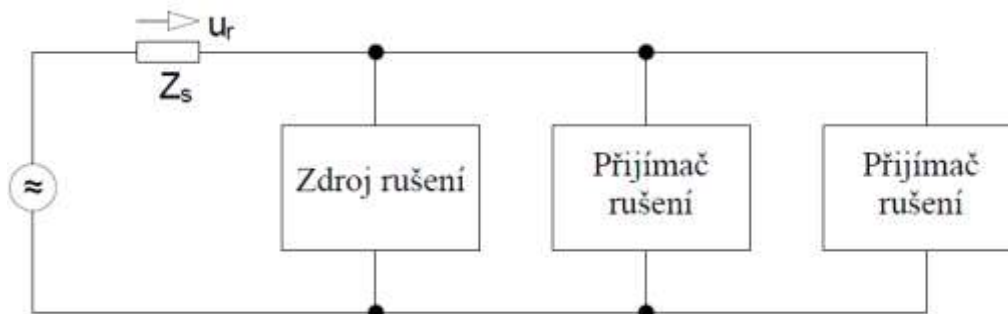 u_r
Z_s
≈
Zdroj rušení
Přijímač
rušení
Přijímač
rušení